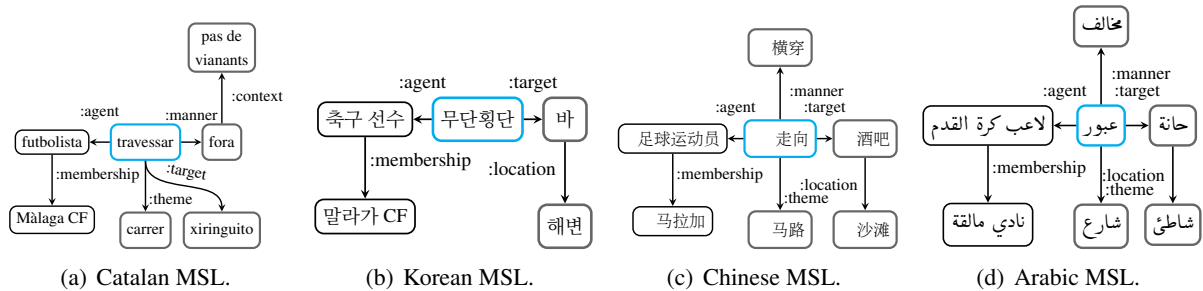 pas de
vianants
:context
:agent
:manner
futbolista
travessar
fora
:membership
:target
:theme
Màlaga CF
carrer
xiringuito
(a) Catalan MSL.
:agent
:target
축구 선수
무단횡단
바
:membership
:location
말라가 CF
해변
(b) Korean MSL.
横穿
:manner
:agent
:target
足球运动员
走向
酒吧
:membership
:location
:theme
马拉加
马路
沙滩
(c) Chinese MSL.
مخالف
:manner
:agent
:target
لاعب كرة القدم
عبور
حانة
:membership
:location
:theme
نادي مالقة
شارع
شاطئ
(d) Arabic MSL.